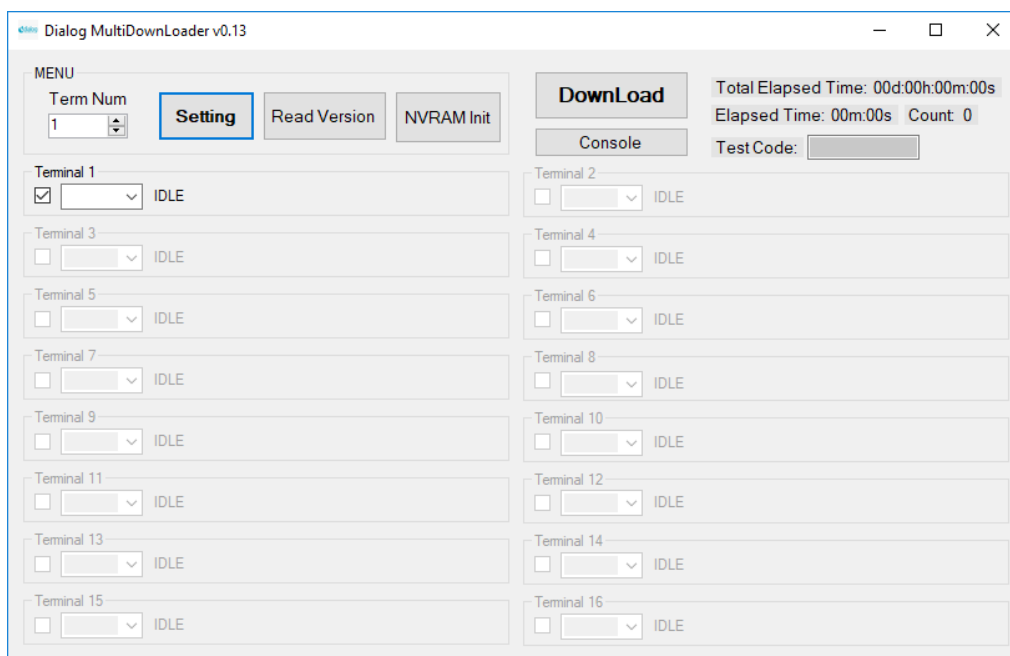 Dialog MultiDownLoader v0.13
MENU
Term Num
1
Setting
Read Version
NVRAM Init
DownLoad
Console
Total Elapsed Time: 00d:00h:00m:00s
Elapsed Time: 00m:00s Count: 0
Test Code:
Terminal 1
IDLE
Terminal 2
IDLE
Terminal 3
IDLE
Terminal 4
IDLE
Terminal 5
IDLE
Terminal 6
IDLE
Terminal 7
IDLE
Terminal 8
IDLE
Terminal 9
IDLE
Terminal 10
IDLE
Terminal 11
IDLE
Terminal 12
IDLE
Terminal 13
IDLE
Terminal 14
IDLE
Terminal 15
IDLE
Terminal 16
IDLE